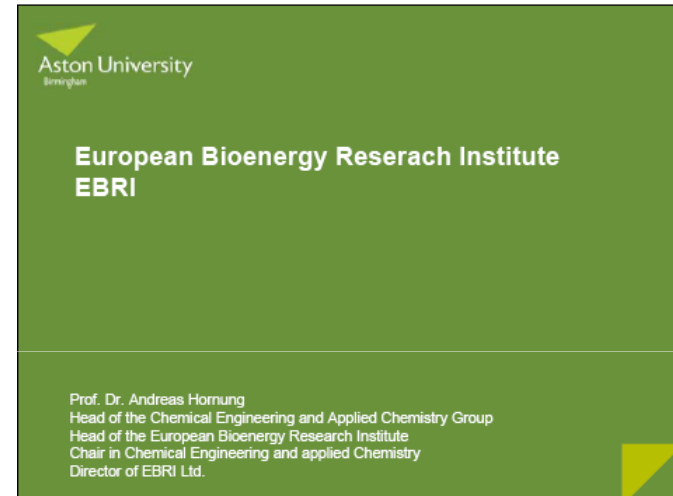 Aston University
Birmingham
European Bioenergy Reserach Institute
EBRI
Prof. Dr. Andreas Hornung
Head of the Chemical Engineering and Applied Chemistry Group
Head of the European Bioenergy Research Institute
Chair in Chemical Engineering and applied Chemistry
Director of EBRI Ltd.